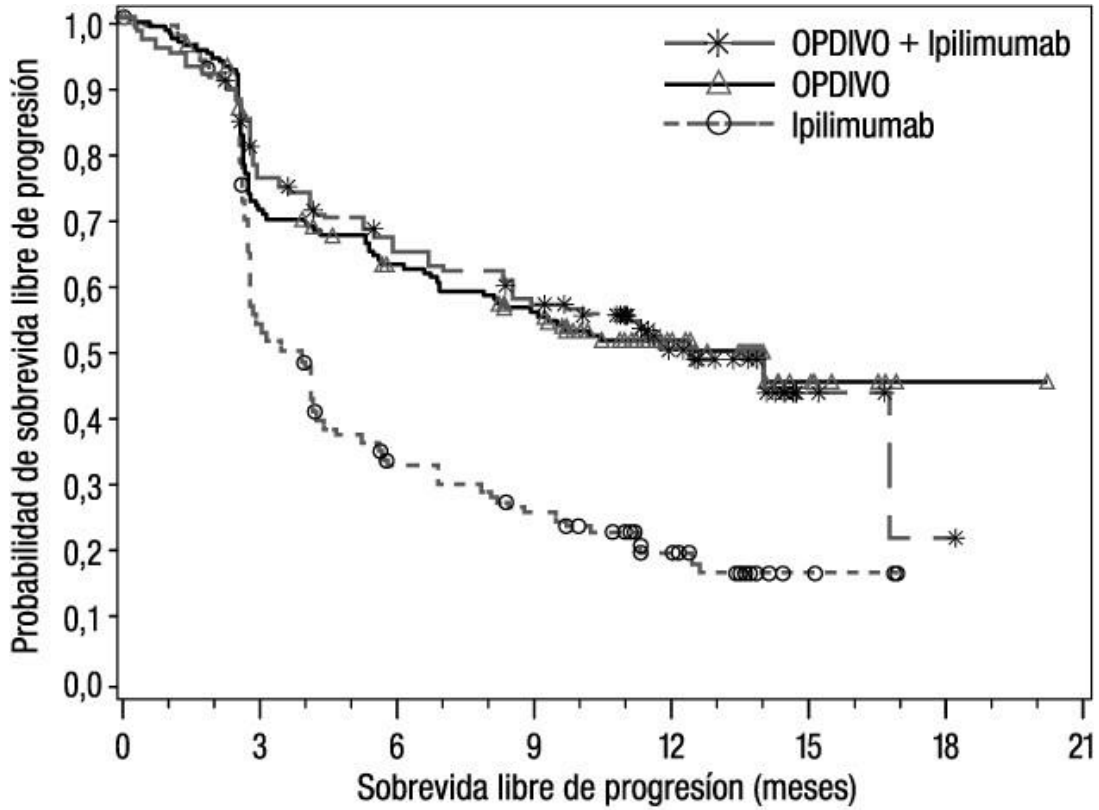 OPDIVO + Ipilimumab
OPDIVO
Ipilimumab
Probabilidad de sobrevida libre de progresión
1,0
0,9
0,8
0,7
0,6
0,5
0,4
0,3
0,2
0,1
0,0
0 3 6 9 12 15 18 21
Sobrevida libre de progresíon (meses)